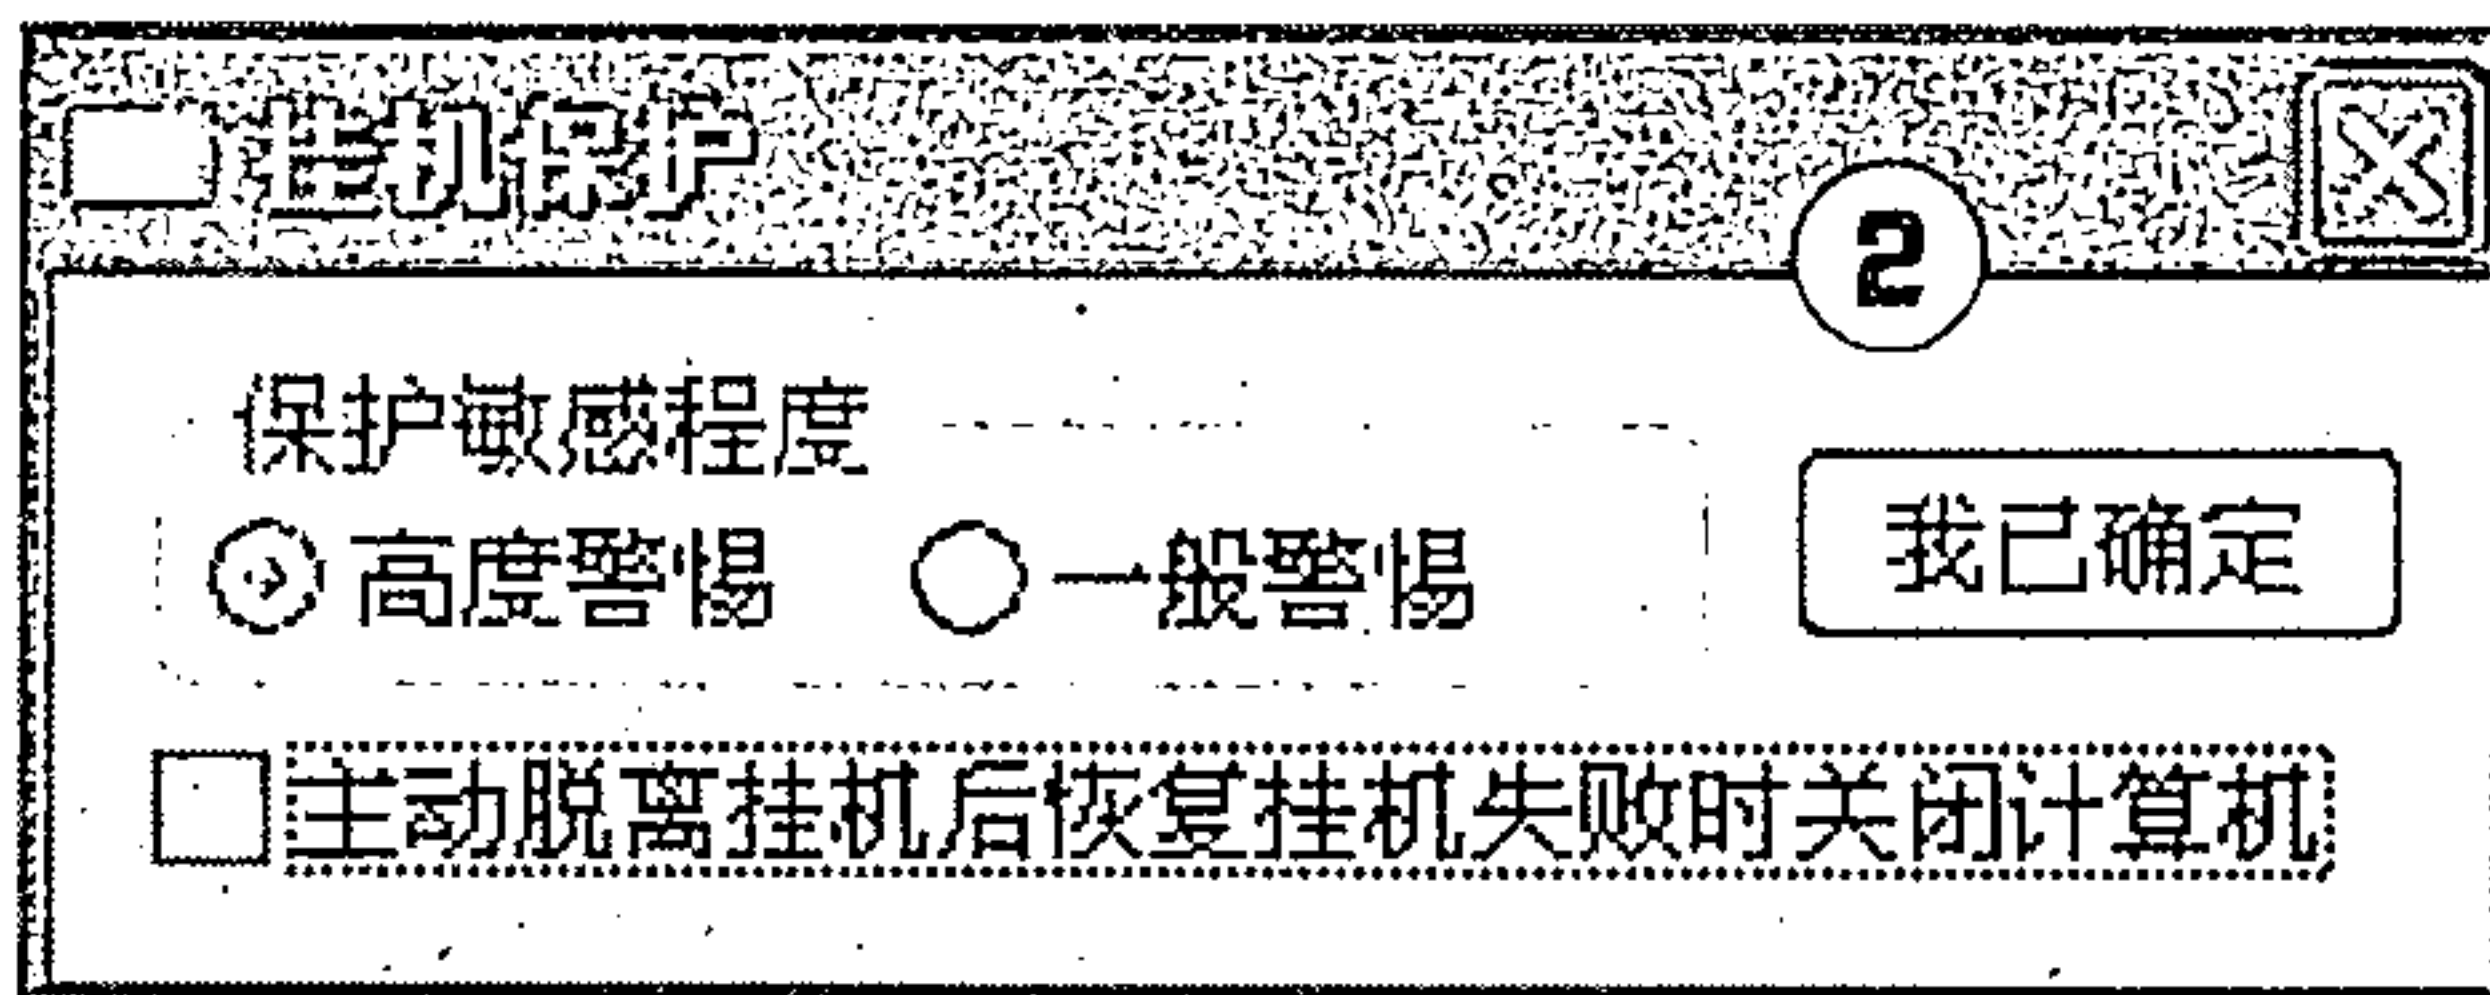 挂机保护
2
保护敏感程度
高度警惕 一般警惕
我已确定
主动脱离挂机后恢复挂机失败时关闭计算机